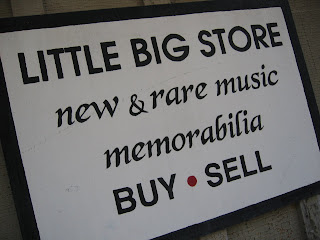 LITTLE BIG STORE
new & rare music
memorabilia
BUY • SELL